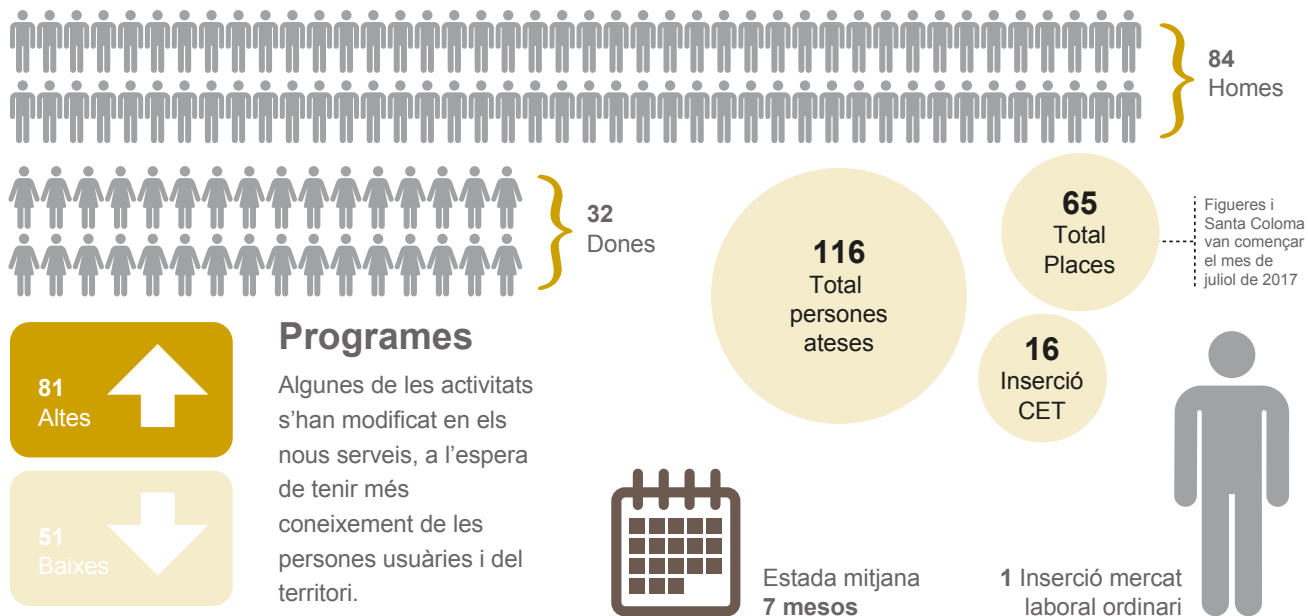 84
Homes
32
Dones
116
Total
persones
ateses
65
Total
Places
Figueres i
Santa Coloma
van començar
el mes de
juliol de 2017
16
Inserció
CET
81
Altes
51
Baixes
Programes
Algunes de les activitats
s’han modificat en els
nous serveis, a l’espera
de tenir més
coneixement de les
persones usuàries i del
territori.
Estada mitjana
7 mesos
1 Inserció mercat
laboral ordinari